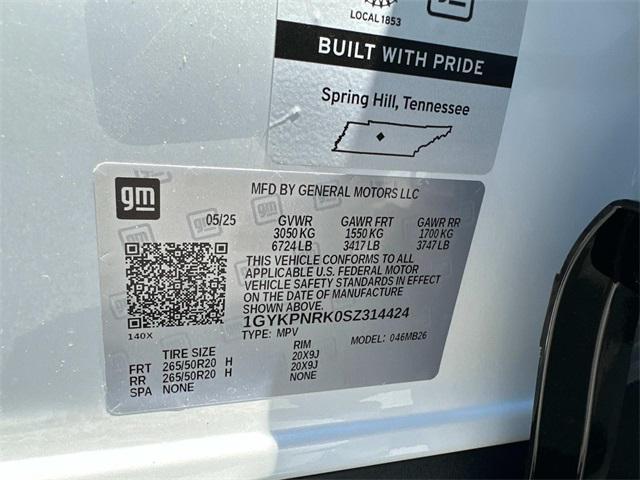 LOCAL 1853
BUILT WITH PRIDE
Spring Hill, Tennessee
gm
MFD BY GENERAL MOTORS LLC
05/25 GVWR GAWR FRT GAWR RR
3050 KG 1550 KG 1700 KG
6724 LB 3417 LB 3747 LB
THIS VEHICLE CONFORMS TO ALL
APPLICABLE U.S. FEDERAL MOTOR
VEHICLE SAFETY STANDARDS IN EFFECT
ON THE DATE OF MANUFACTURE
SHOWN ABOVE.
1GYKPNRK0SZ314424
140X TYPE: MPV MODEL: 046MB26
TIRE SIZE RIM
FRT 265/50R20 H 20X9J
RR 265/50R20 H 20X9J
SPA NONE NONE